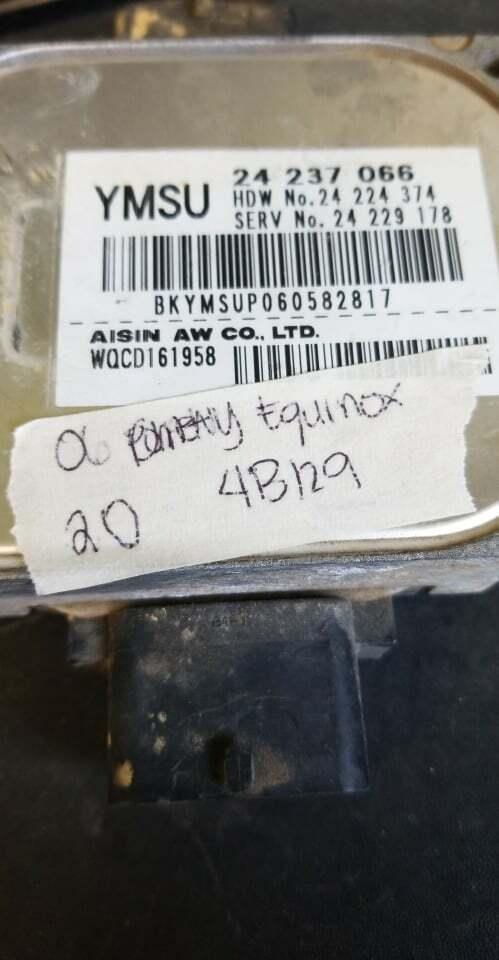 YMSU 24 237 066
HDW No.24 224 374
SERV No. 24 229 178
BKYMSUP060582817
AISIN AW CO., LTD.
WQCD161958
06 Equinox
20 4B129